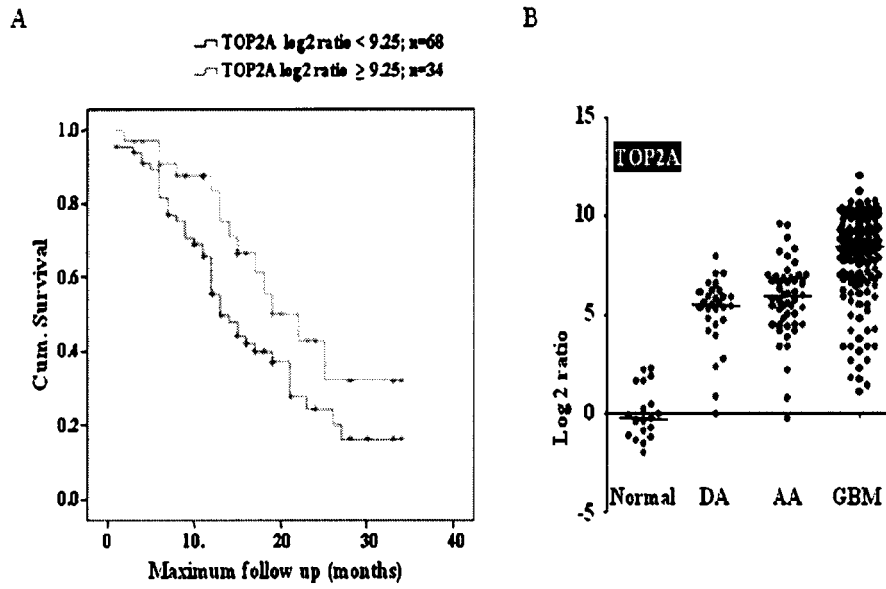 A
TOP2A log2 ratio < 9.25; n=68
TOP2A log2 ratio ≥ 9.25; n=34
1.0
0.8
0.6
0.4
0.2
0.0
Cum. Survival
0 10. 20 30 40
Maximum follow up (months)
B
TOP2A
15
10
5
0
-5
Log2 ratio
Normal DA AA GBM